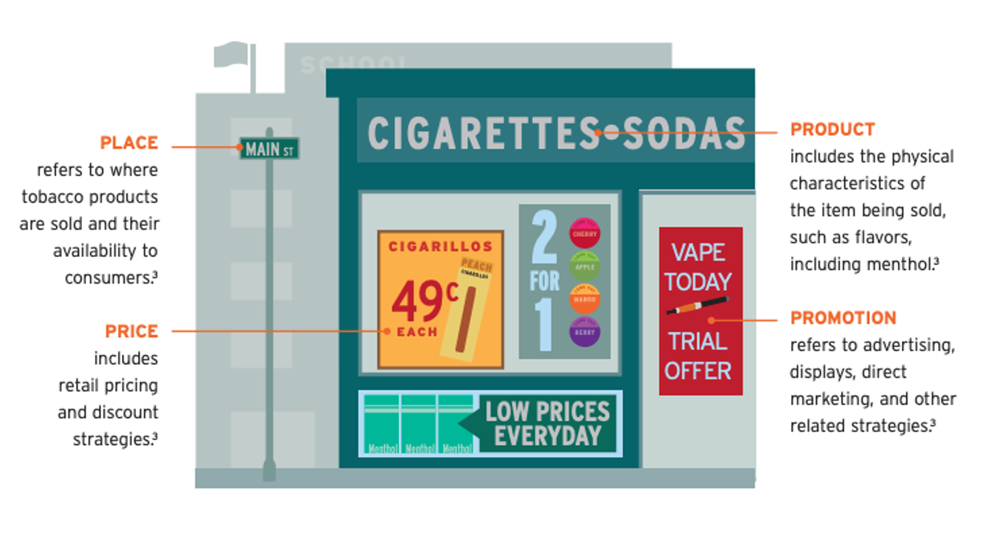 SCHOOL
PLACE
refers to where
tobacco products
are sold and their
availability to
consumers.³
PRICE
includes
retail pricing
and discount
strategies.³
MAIN ST
CIGARETTES•SODAS
CIGARILLOS
PEACH
CIGARILLOS
49¢
EACH
2
FOR
1
CHERRY
APPLE
MANGO
BERRY
VAPE
TODAY
TRIAL
OFFER
Menthol Menthol Menthol
LOW PRICES
EVERYDAY
PRODUCT
includes the physical
characteristics of
the item being sold,
such as flavors,
including menthol.³
PROMOTION
refers to advertising,
displays, direct
marketing, and other
related strategies.³